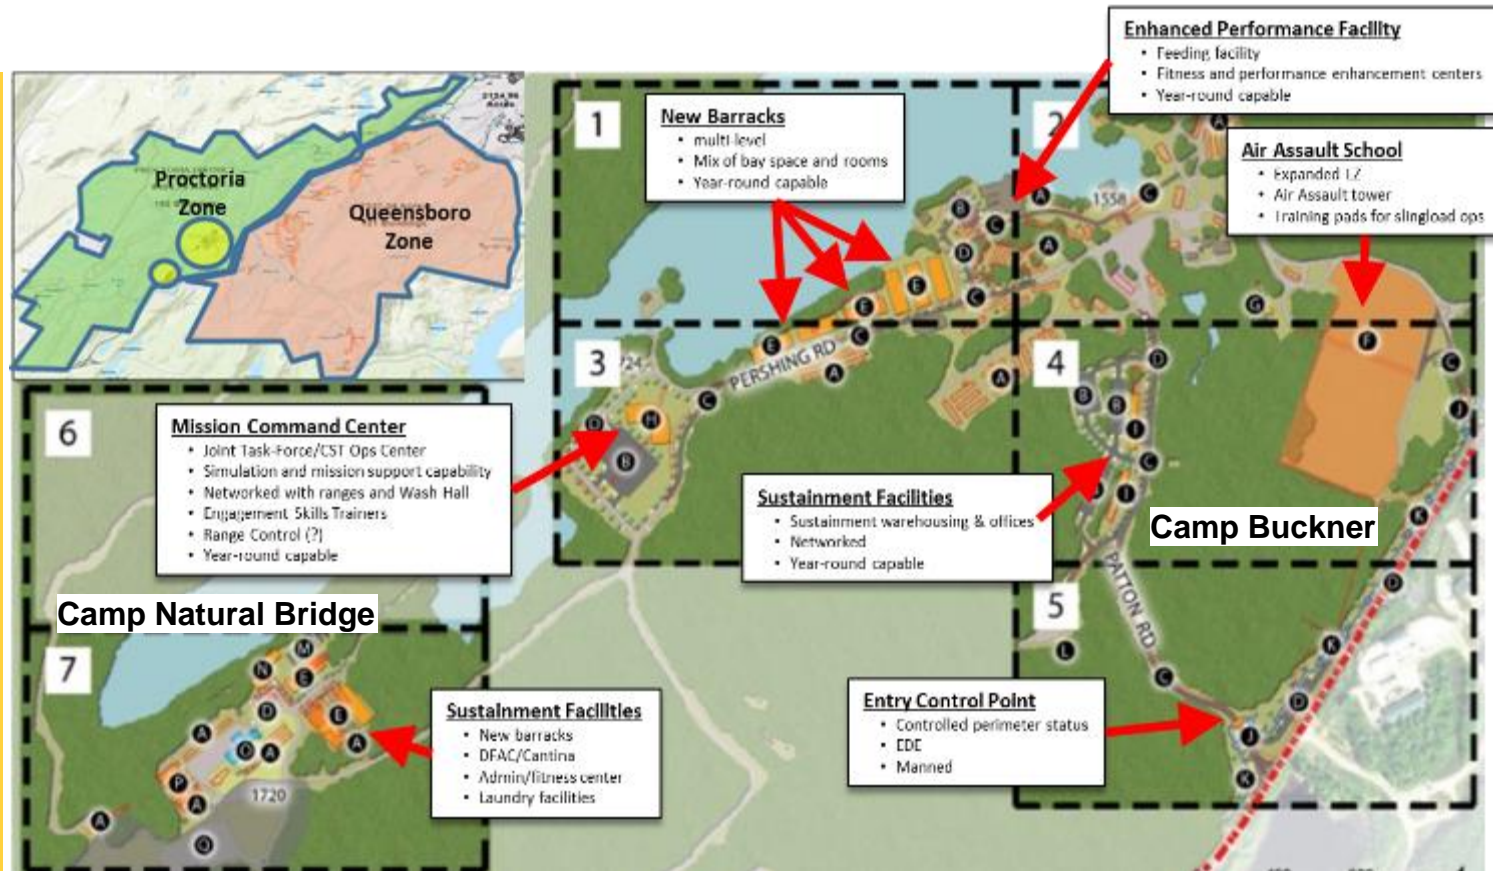 Enhanced Performance Facility
• Feeding facility
• Fitness and performance enhancement centers
• Year-round capable
New Barracks
• multi-level
• Mix of bay space and rooms
• Year-round capable
Air Assault School
• Expanded LZ
• Air Assault tower
• Training pads for slingload ops
Proctoria
Zone
Queensboro
Zone
1
2
A
B
C
A
1558
C
D
A
E
E
C
G
3
724
E
C
PERSHING RD
A
A
C
D
H
B
4
D
B
B
I
C
I
F
C
J
K
Mission Command Center
• Joint Task-Force/CST Ops Center
• Simulation and mission support capability
• Networked with ranges and Wash Hall
• Engagement Skills Trainers
• Range Control (?)
• Year-round capable
6
Sustainment Facilities
• Sustainment warehousing & offices
• Networked
• Year-round capable
Camp Buckner
Camp Natural Bridge
5
PATTON RD
D
L
K
C
D
J
K
Entry Control Point
• Controlled perimeter status
• EDE
• Manned
7
M
N
E
D
E
A
O
A
A
P
A
1720
A
Q
Sustainment Facilities
• New barracks
• DFAC/Cantina
• Admin/fitness center
• Laundry facilities